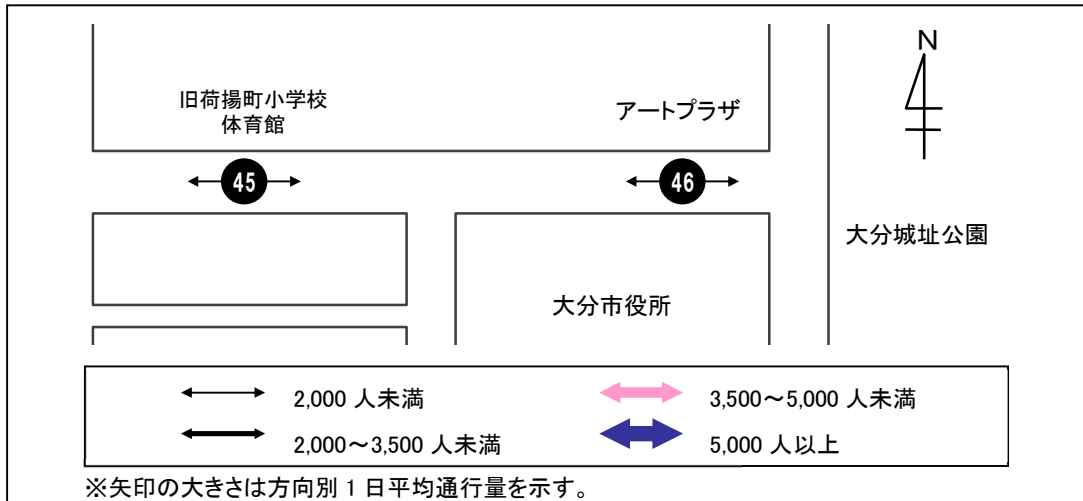 N
旧荷揚町小学校
体育館
アートプラザ
45
46
大分城址公園
大分市役所
2,000 人未満
3,500～5,000 人未満
2,000～3,500 人未満
5,000 人以上
※矢印の大きさは方向別 1 日平均通行量を示す。